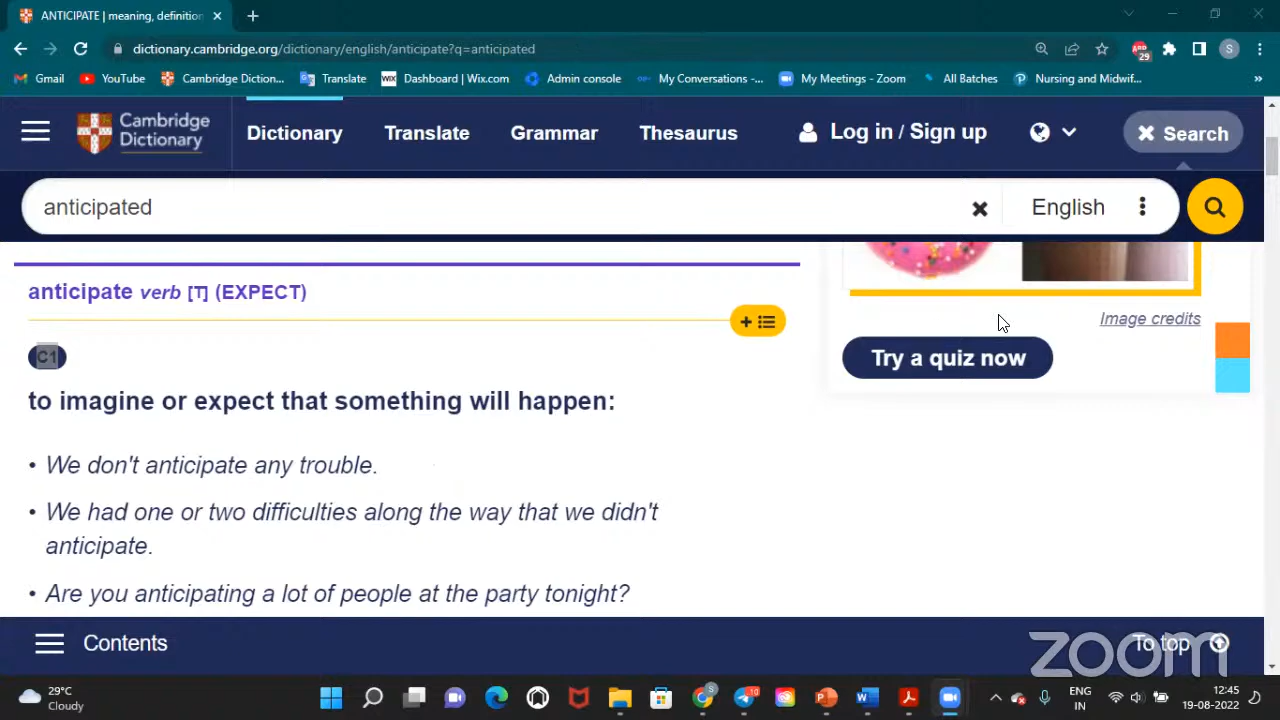 ANTICIPATE | meaning, definition
dictionary.cambridge.org/dictionary/english/anticipate?q=anticipated
29
S
Gmail
YouTube
Cambridge Diction...
Translate
WIX
Dashboard | Wix.com
Admin console
My Conversations -...
My Meetings - Zoom
All Batches
Nursing and Midwif...
»
Cambridge
Dictionary
Dictionary
Translate
Grammar
Thesaurus
Log in / Sign up
Search
anticipated
English
anticipate verb [T] (EXPECT)
C1
to imagine or expect that something will happen:
• We don't anticipate any trouble.
• We had one or two difficulties along the way that we didn't
anticipate.
• Are you anticipating a lot of people at the party tonight?
Image credits
Try a quiz now
Contents
To top
zoom
29°C
Cloudy
S
10
ENG
IN
12:45
19-08-2022